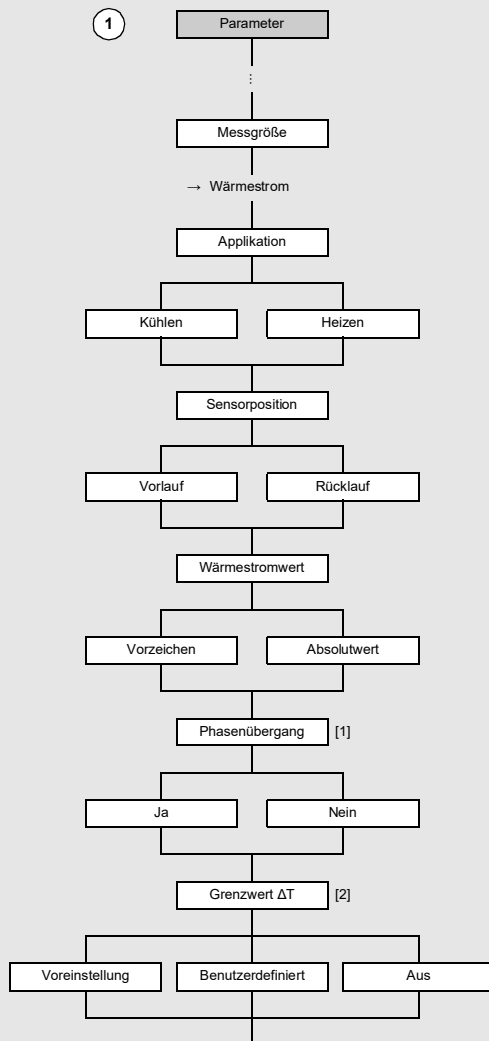 1 Parameter
⋮
Messgröße
→ Wärmestrom
Applikation
Kühlen Heizen
Sensorposition
Vorlauf Rücklauf
Wärmestromwert
Vorzeichen Absolutwert
Phasenübergang [1]
Ja Nein
Grenzwert ΔT [2]
Voreinstellung Benutzerdefiniert Aus